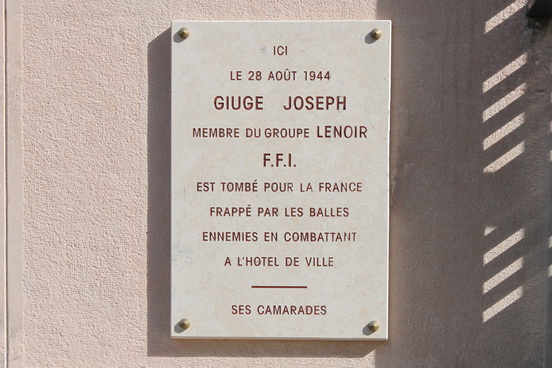 ICI
LE 28 AOÛT 1944
GIUGE JOSEPH
MEMBRE DU GROUPE LENOIR
F.F.I.
EST TOMBÉ POUR LA FRANCE
FRAPPÉ PAR LES BALLES
ENNEMIES EN COMBATTANT
A L'HOTEL DE VILLE
SES CAMARADES